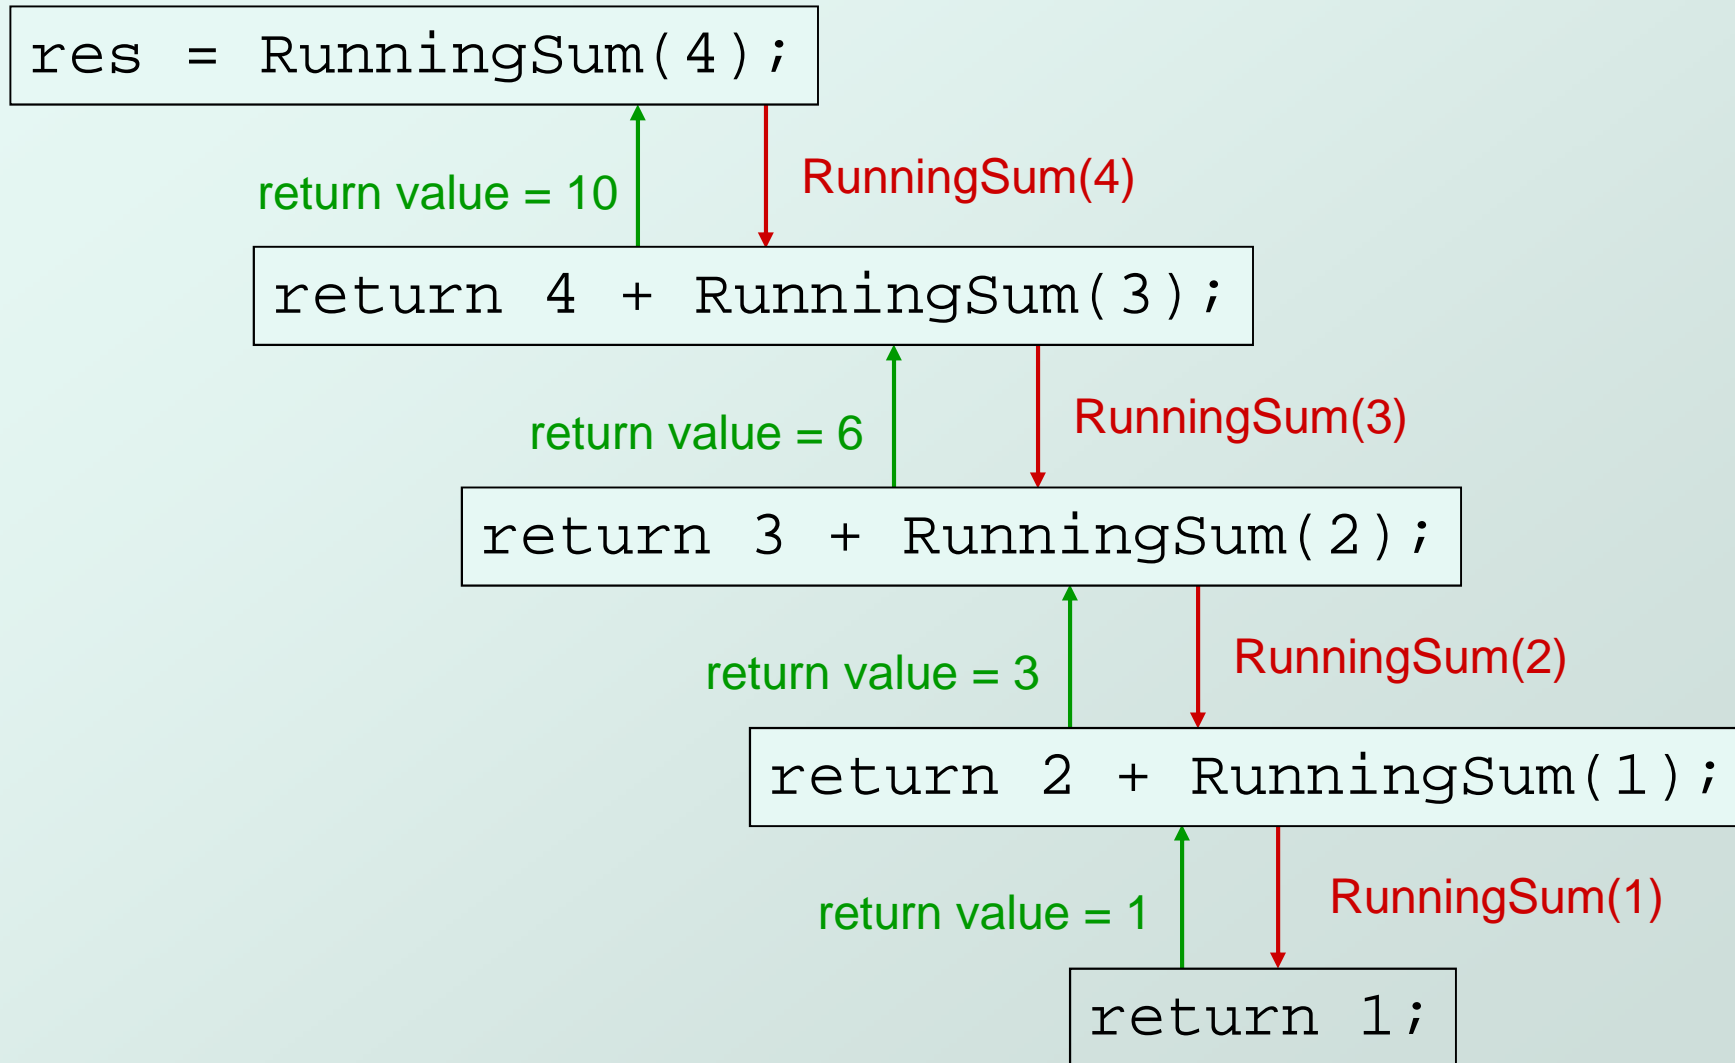 res = RunningSum(4);
return value = 10
RunningSum(4)
return 4 + RunningSum(3);
return value = 6
RunningSum(3)
return 3 + RunningSum(2);
return value = 3
RunningSum(2)
return 2 + RunningSum(1);
return value = 1
RunningSum(1)
return 1;